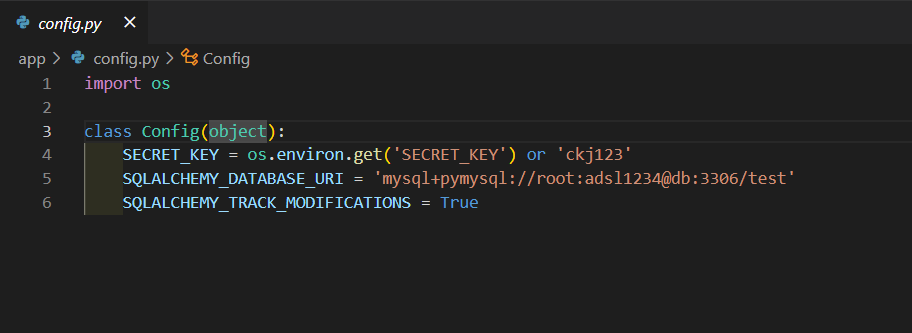 config.py
app > config.py > Config
1 import os
2
3 class Config(object):
4 SECRET_KEY = os.environ.get('SECRET_KEY') or 'ckj123'
5 SQLALCHEMY_DATABASE_URI = 'mysql+pymysql://root:adsl1234@db:3306/test'
6 SQLALCHEMY_TRACK_MODIFICATIONS = True